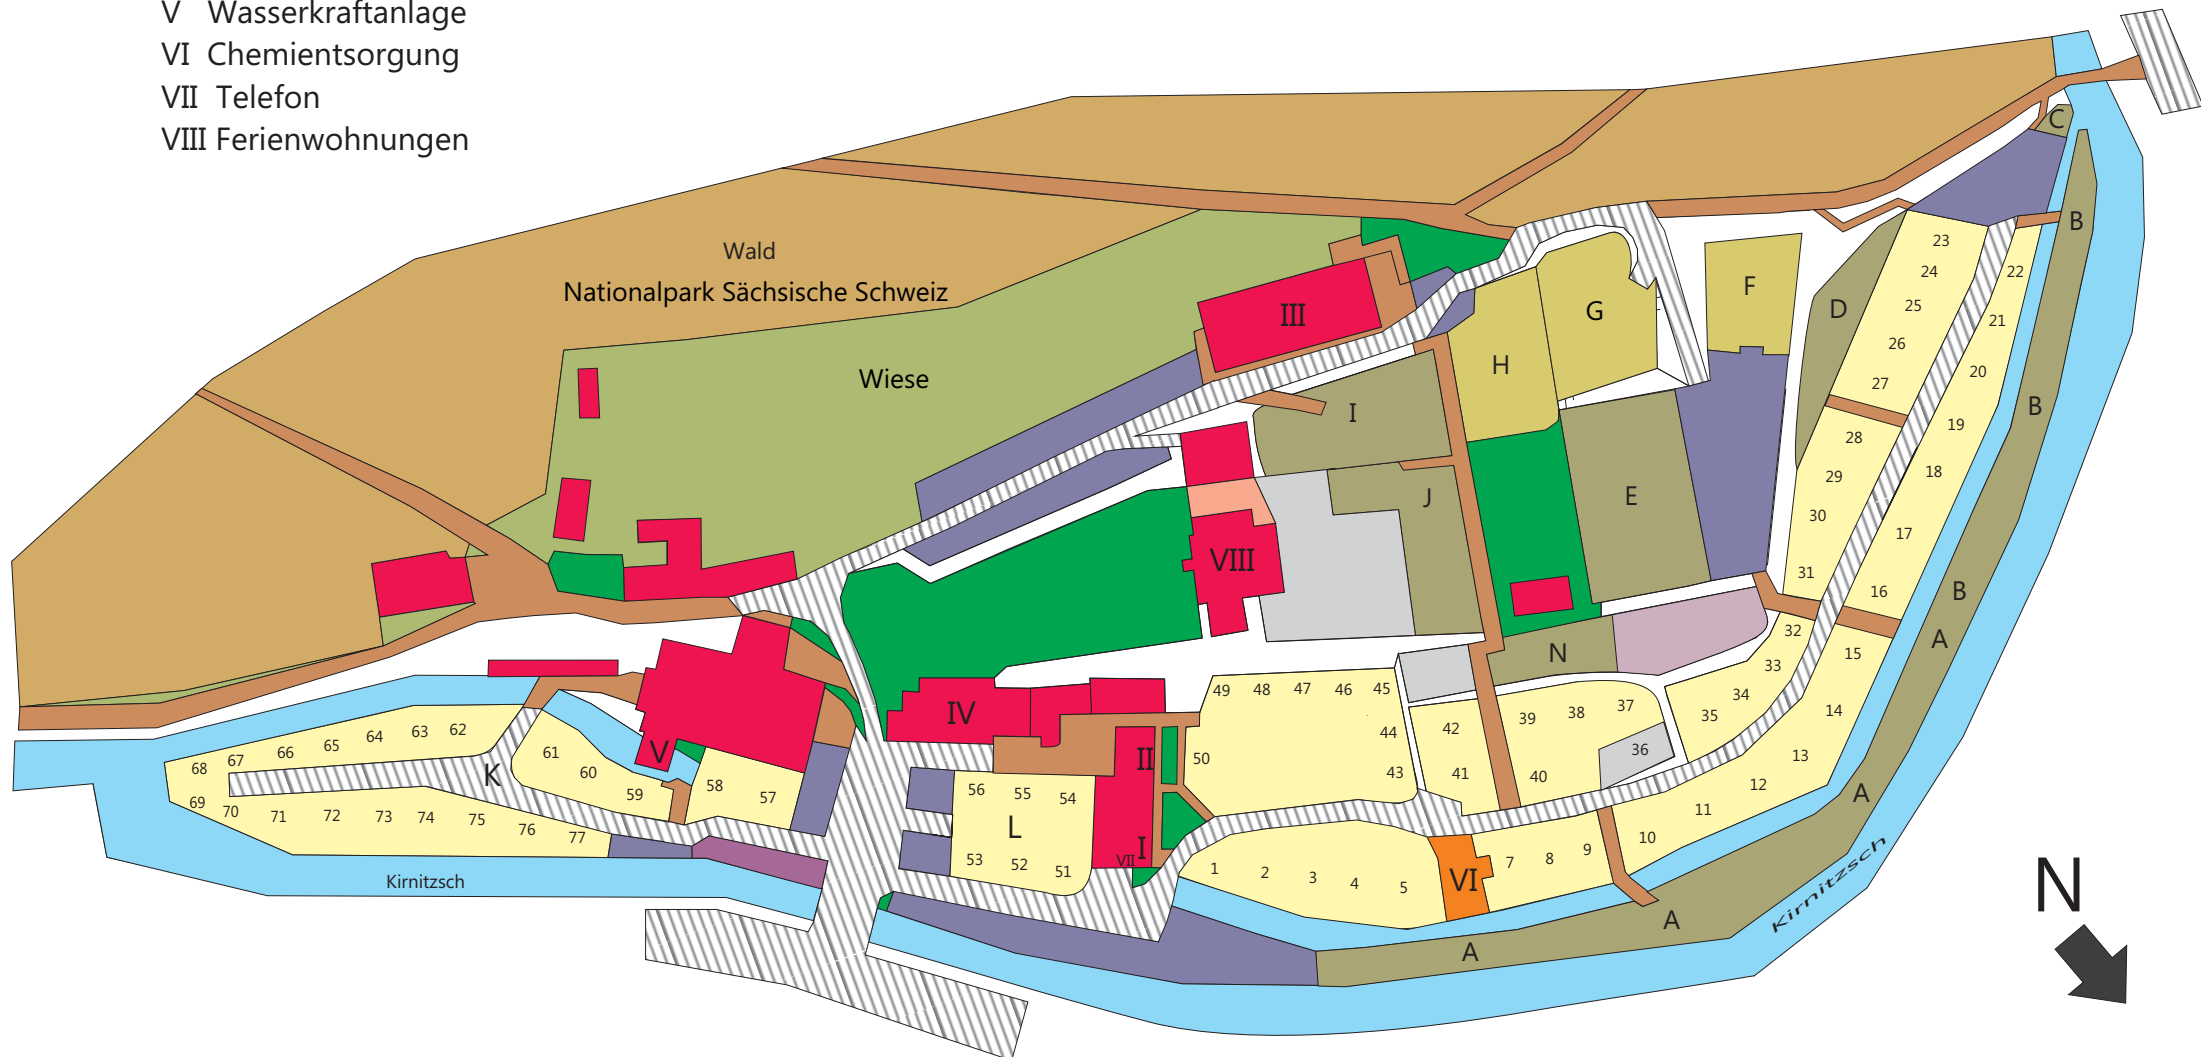 V Wasserkraftanlage
VI Chemientsorgung
VII Telefon
VIII Ferienwohnungen
Wald
Nationalpark Sächsische Schweiz
Wiese
III
H
G
F
D
C
B
B
B
A
A
A
A
A
I
J
E
N
VIII
IV
II
I
VII
V
VI
K
L
23
24
25
26
27
28
29
30
31
22
21
20
19
18
17
16
15
14
13
12
11
10
9
8
7
5
4
3
2
1
32
33
34
35
36
37
38
39
40
41
42
43
44
45
46
47
48
49
50
51
52
53
54
55
56
57
58
59
60
61
62
63
64
65
66
67
68
69
70
71
72
73
74
75
76
77
Kirnitzsch
Kirnitzsch
N